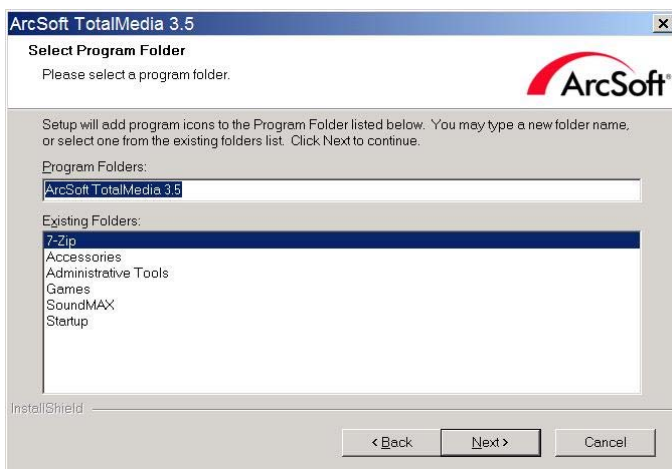 ArcSoft TotalMedia 3.5
Select Program Folder
Please select a program folder.
ArcSoft
Setup will add program icons to the Program Folder listed below. You may type a new folder name,
or select one from the existing folders list. Click Next to continue.
Program Folders:
ArcSoft TotalMedia 3.5
Existing Folders:
7-Zip
Accessories
Administrative Tools
Games
SoundMAX
Startup
InstallShield
< Back
Next >
Cancel